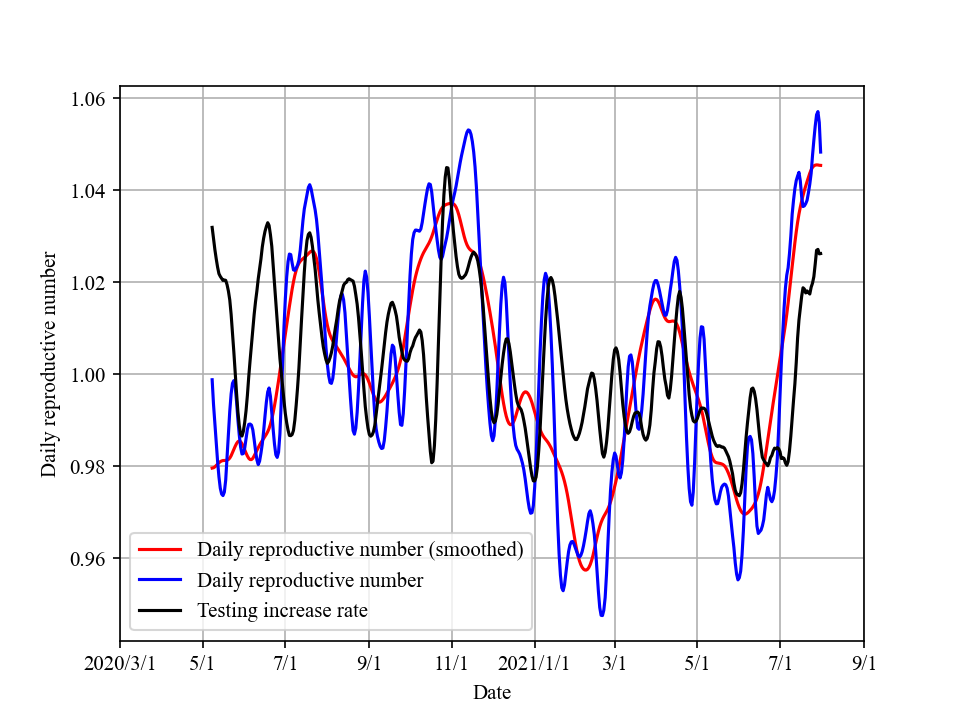 1.06
1.04
1.02
1.00
0.98
0.96
Daily reproductive number
Daily reproductive number (smoothed)
Daily reproductive number
Testing increase rate
2020/3/1 5/1 7/1 9/1 11/1 2021/1/1 3/1 5/1 7/1 9/1
Date